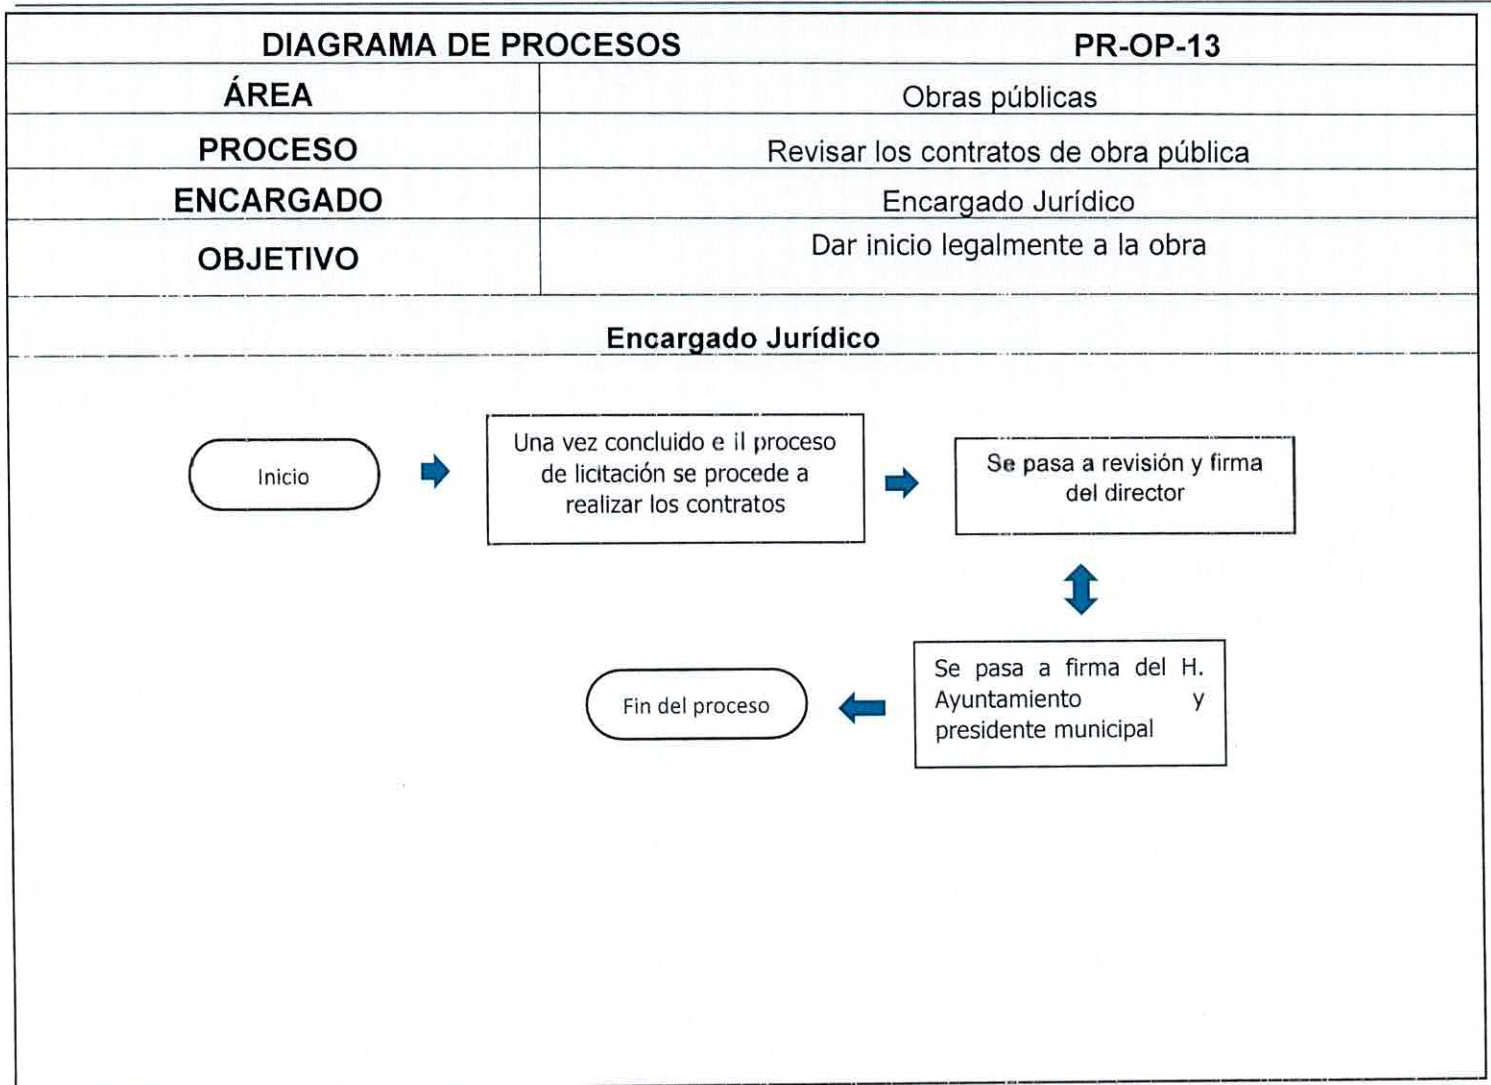 DIAGRAMA DE PROCESOS PR-OP-13
ÁREA Obras públicas
PROCESO Revisar los contratos de obra pública
ENCARGADO Encargado Jurídico
OBJETIVO Dar inicio legalmente a la obra
Encargado Jurídico
Inicio
Una vez concluido e il proceso
de licitación se procede a
realizar los contratos
Se pasa a revisión y firma
del director
Se pasa a firma del H.
Ayuntamiento y
presidente municipal
Fin del proceso